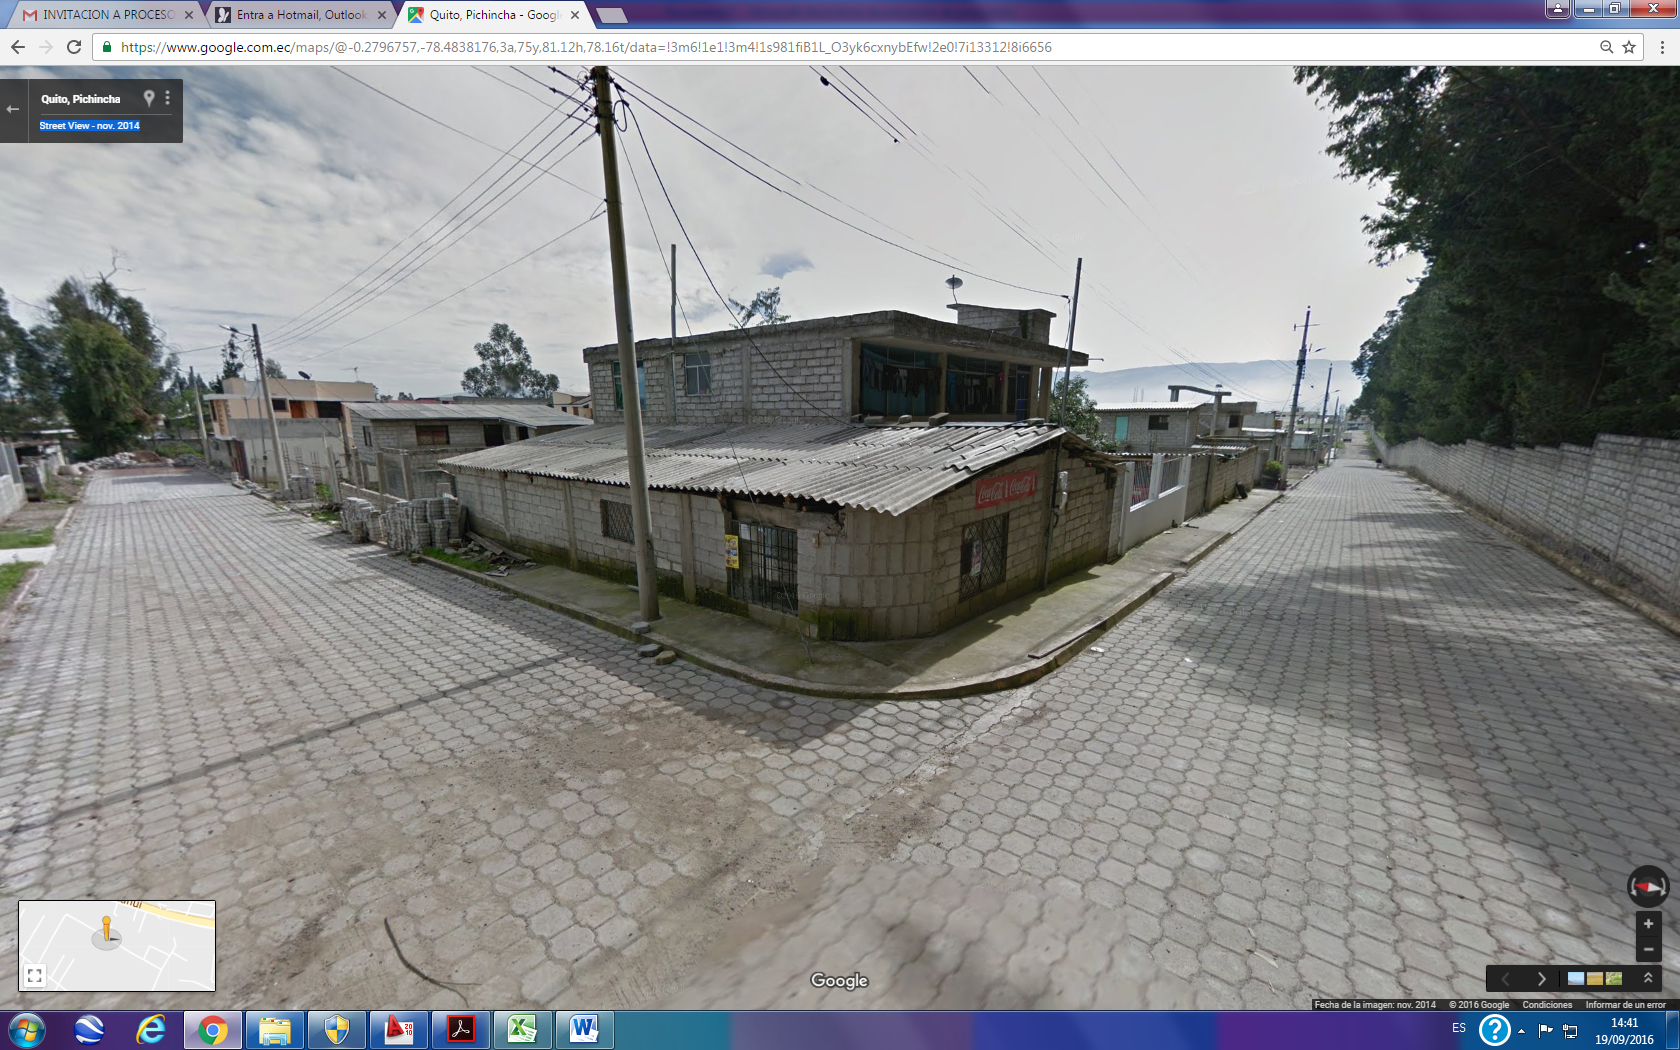 INVITACION A PROCESO
Entra a Hotmail, Outlook
Quito, Pichincha - Google
https://www.google.com.ec/maps/@-0.2796757,-78.4838176,3a,75y,81.12h,78.16t/data=!3m6!1e1!3m4!1s981fiB1L_O3yk6cxnybEfw!2e0!7i13312!8i6656
Quito, Pichincha
Street View - nov. 2014
Coca-Cola Coca-Cola
Google
Fecha de la imagen: nov. 2014 © 2016 Google Condiciones Informar de un error
ES
14:41
19/09/2016